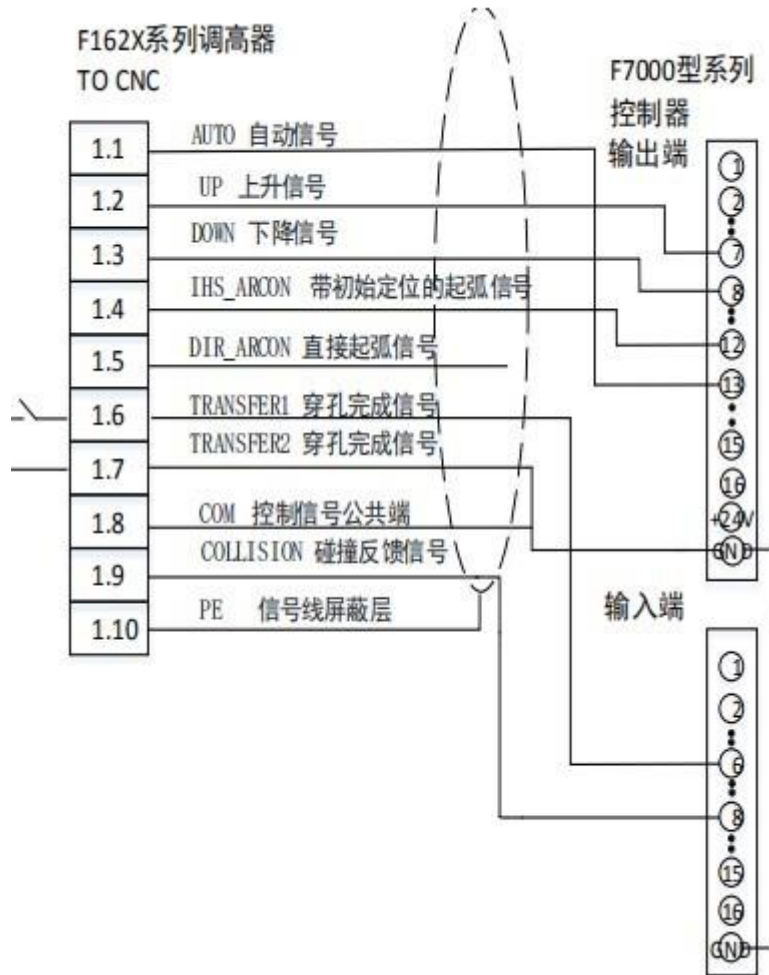 F162X系列调高器
TO CNC
1.1 AUTO 自动信号
1.2 UP 上升信号
1.3 DOWN 下降信号
1.4 IHS_ARCON 带初始定位的起弧信号
1.5 DIR_ARCON 直接起弧信号
1.6 TRANSFER1 穿孔完成信号
1.7 TRANSFER2 穿孔完成信号
1.8 COM 控制信号公共端
1.9 COLLISION 碰撞反馈信号
1.10 PE 信号线屏蔽层
F7000型系列
控制器
输出端
1
2
7
8
12
13
15
16
+24V
GND
输入端
1
2
6
8
15
16
GND